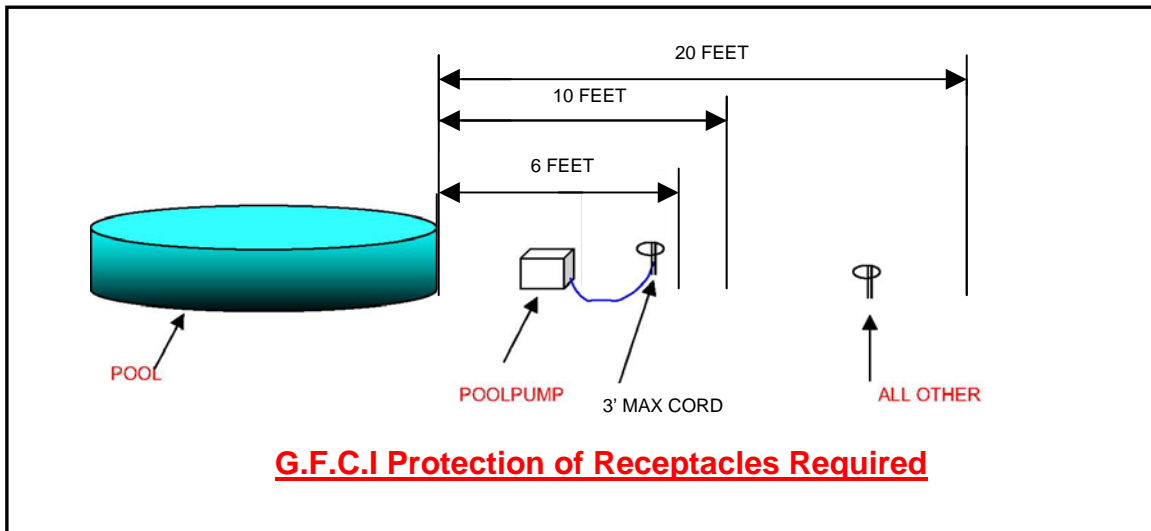 20 FEET
10 FEET
6 FEET
POOL
POOLPUMP
3' MAX CORD
ALL OTHER
G.F.C.I Protection of Receptacles Required